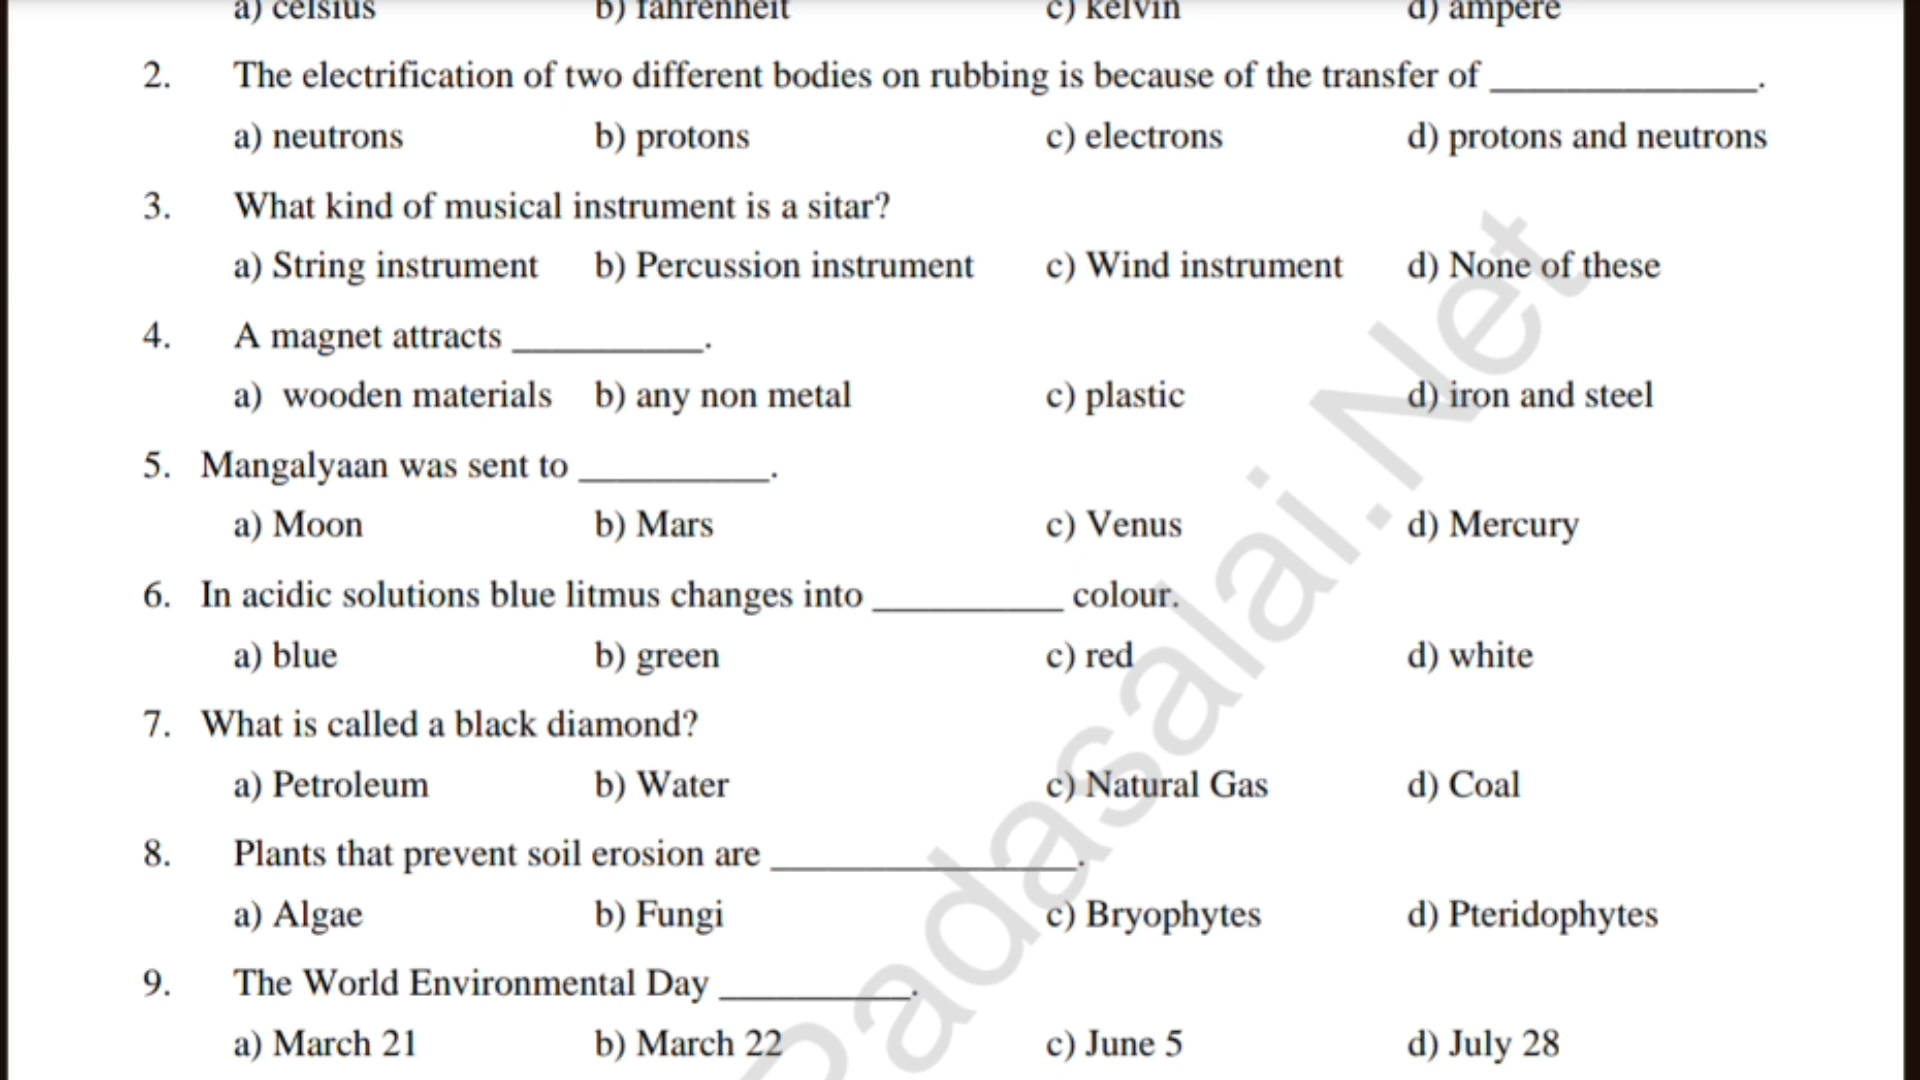 a) celsius b) fahrenheit c) kelvin d) ampere
2. The electrification of two different bodies on rubbing is because of the transfer of ______________.
a) neutrons b) protons c) electrons d) protons and neutrons
3. What kind of musical instrument is a sitar?
a) String instrument b) Percussion instrument c) Wind instrument d) None of these
4. A magnet attracts __________.
a) wooden materials b) any non metal c) plastic d) iron and steel
5. Mangalyaan was sent to __________.
a) Moon b) Mars c) Venus d) Mercury
6. In acidic solutions blue litmus changes into __________ colour.
a) blue b) green c) red d) white
7. What is called a black diamond?
a) Petroleum b) Water c) Natural Gas d) Coal
8. Plants that prevent soil erosion are ________________.
a) Algae b) Fungi c) Bryophytes d) Pteridophytes
9. The World Environmental Day __________.
a) March 21 b) March 22 c) June 5 d) July 28
Padasalai.Net